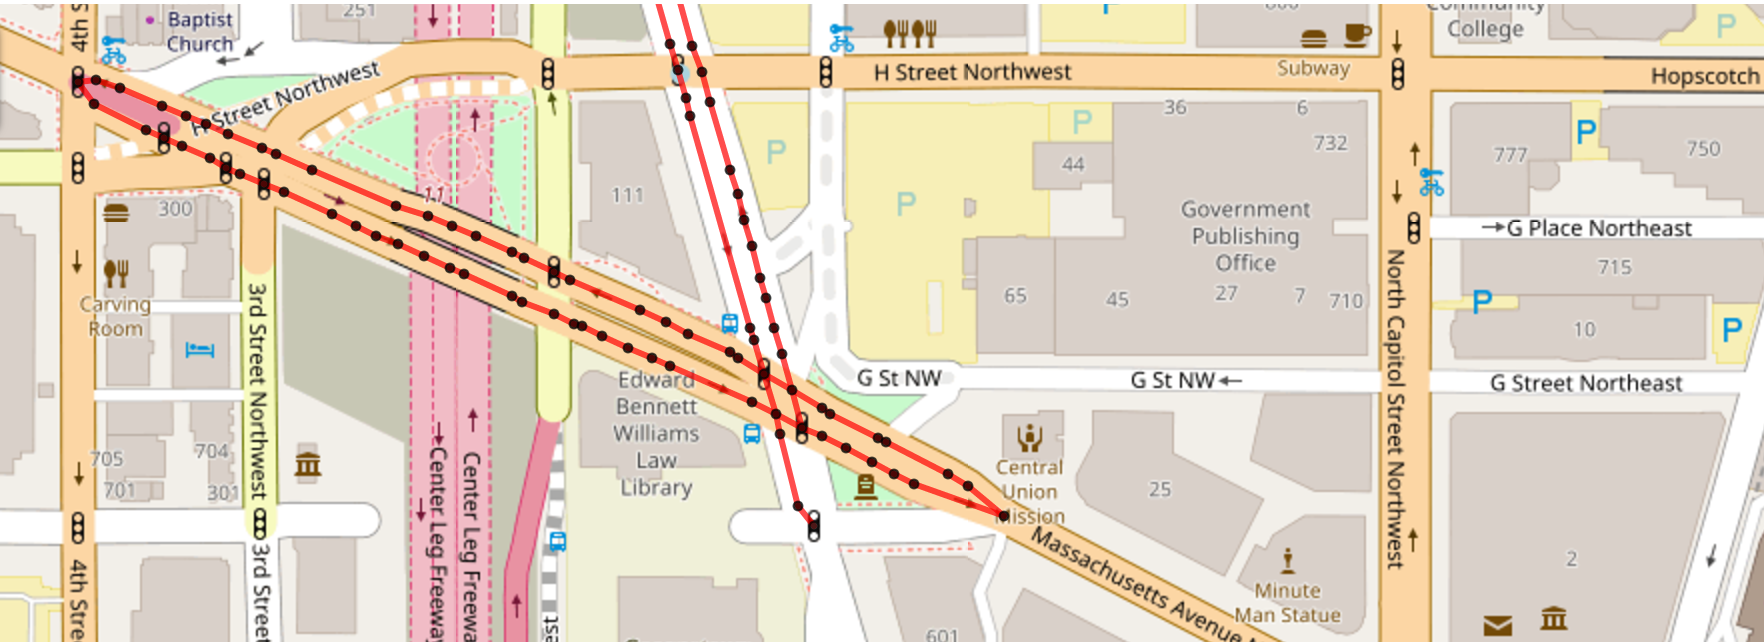 4th S
Baptist
Church
251
H Street Northwest
H Street Northwest
Subway
Community
College
Hopscotch
P
P
P
P
36
6
732
44
777
P
750
111
11
300
Government
Publishing
Office
G Place Northeast
715
P
P
65
45
27
7
710
10
Carving
Room
3rd Street Northwest
North Capitol Street Northwest
G St NW
G St NW
G Street Northeast
Edward
Bennett
Williams
Law
Library
705
701
704
301
Center Leg Freeway
Center Leg Freeway
Central
Union
Mission
25
Massachusetts Avenue
Minute
Man Statue
2
4th Stree
3rd Street
601